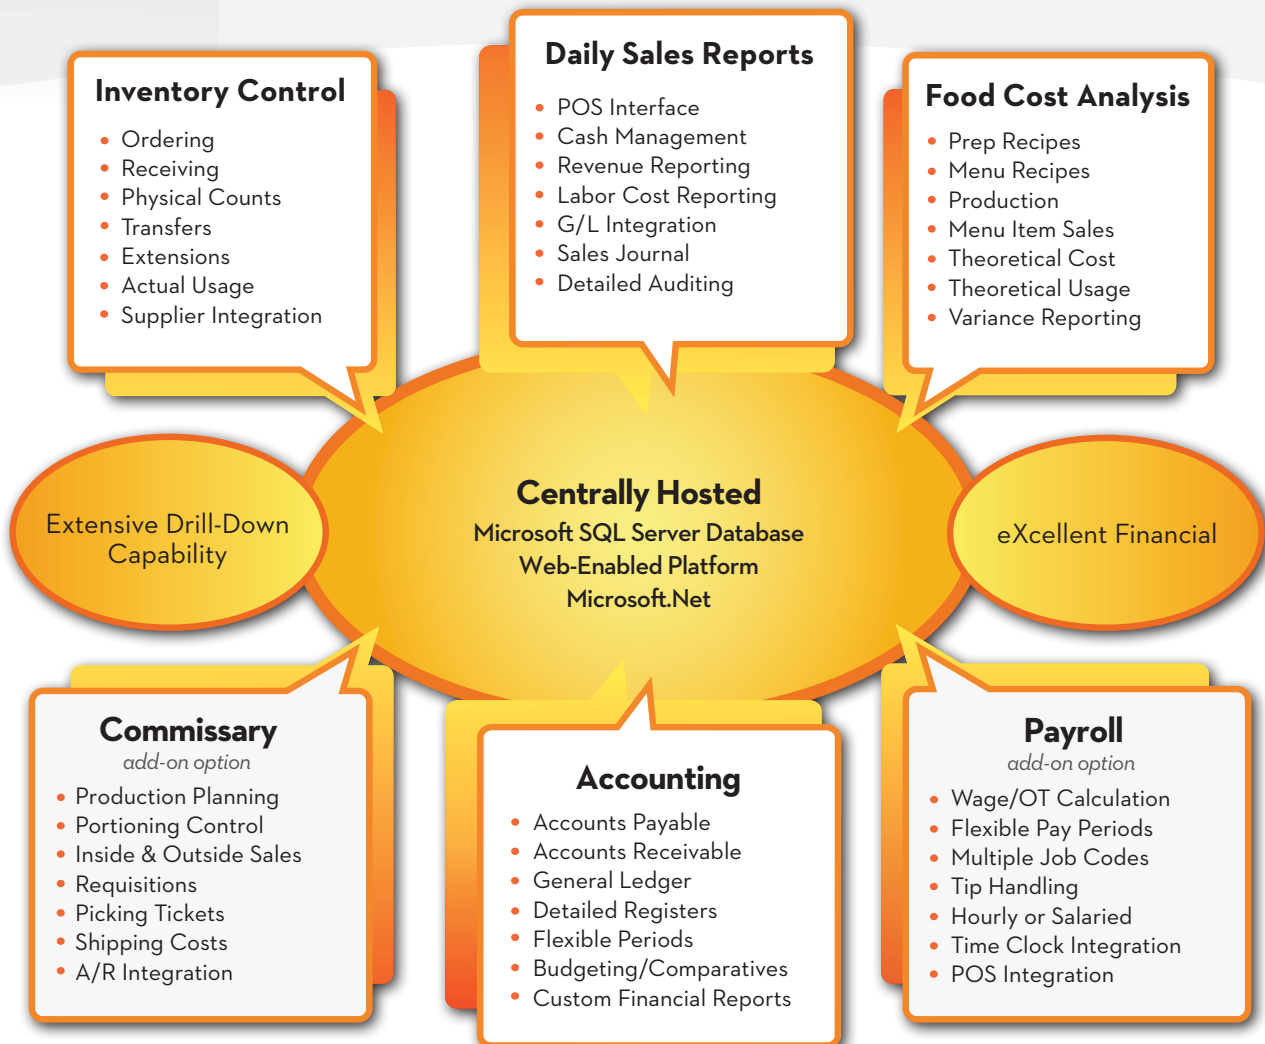 Inventory Control
Ordering
Receiving
Physical Counts
Transfers
Extensions
Actual Usage
Supplier Integration
Daily Sales Reports
POS Interface
Cash Management
Revenue Reporting
Labor Cost Reporting
G/L Integration
Sales Journal
Detailed Auditing
Food Cost Analysis
Prep Recipes
Menu Recipes
Production
Menu Item Sales
Theoretical Cost
Theoretical Usage
Variance Reporting
Extensive Drill-Down
Capability
Centrally Hosted
Microsoft SQL Server Database
Web-Enabled Platform
Microsoft.Net
eXcellent Financial
Commissary
add-on option
Production Planning
Portioning Control
Inside & Outside Sales
Requisitions
Picking Tickets
Shipping Costs
A/R Integration
Accounting
Accounts Payable
Accounts Receivable
General Ledger
Detailed Registers
Flexible Periods
Budgeting/Comparatives
Custom Financial Reports
Payroll
add-on option
Wage/OT Calculation
Flexible Pay Periods
Multiple Job Codes
Tip Handling
Hourly or Salaried
Time Clock Integration
POS Integration